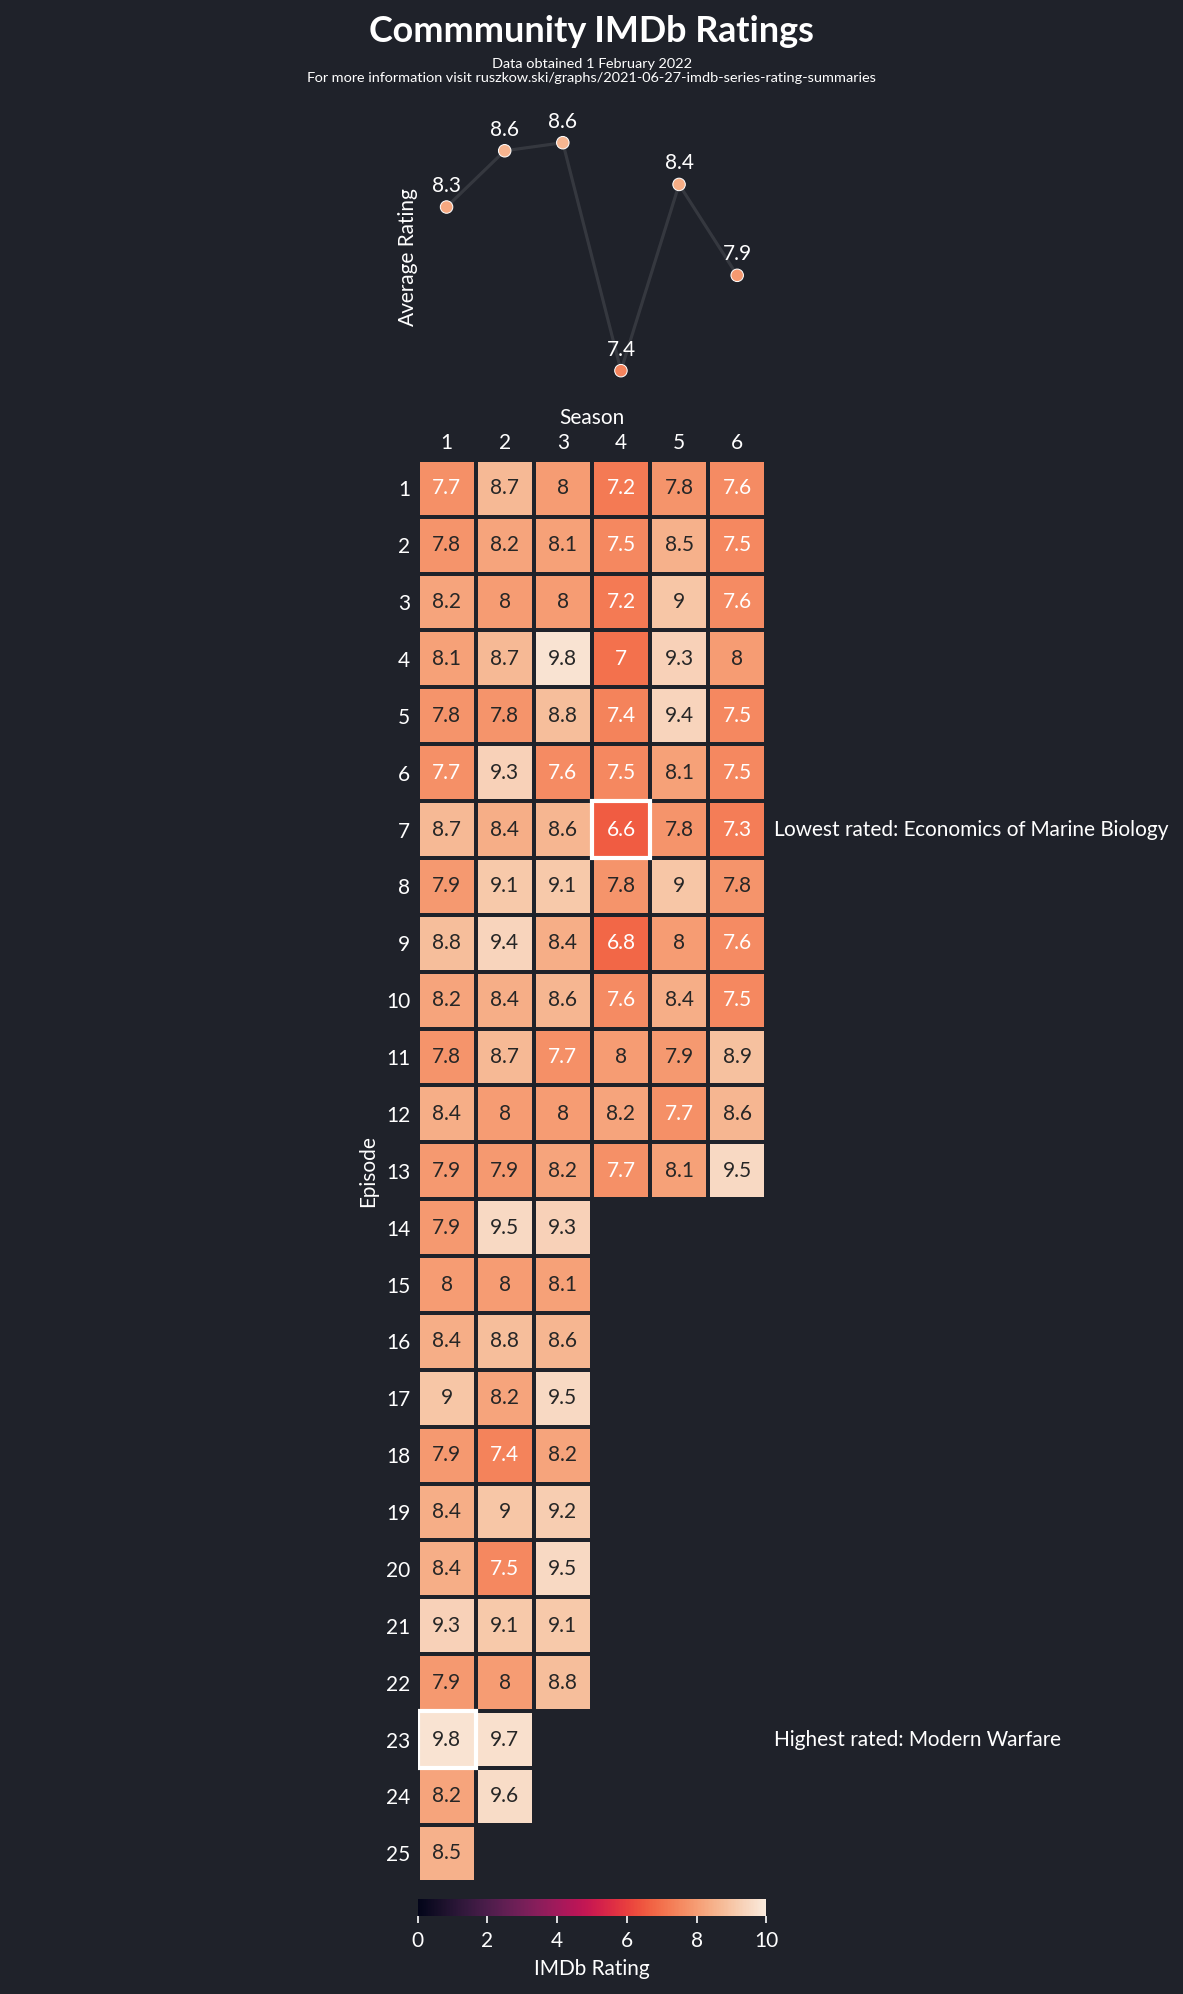 Commmunity IMDb Ratings
Data obtained 1 February 2022
For more information visit ruszkow.ski/graphs/2021-06-27-imdb-series-rating-summaries
8.3 8.6 8.6 7.4 8.4 7.9
Average Rating
Season
1 2 3 4 5 6
1 7.7 8.7 8 7.2 7.8 7.6
2 7.8 8.2 8.1 7.5 8.5 7.5
3 8.2 8 8 7.2 9 7.6
4 8.1 8.7 9.8 7 9.3 8
5 7.8 7.8 8.8 7.4 9.4 7.5
6 7.7 9.3 7.6 7.5 8.1 7.5
7 8.7 8.4 8.6 6.6 7.8 7.3 Lowest rated: Economics of Marine Biology
8 7.9 9.1 9.1 7.8 9 7.8
9 8.8 9.4 8.4 6.8 8 7.6
10 8.2 8.4 8.6 7.6 8.4 7.5
11 7.8 8.7 7.7 8 7.9 8.9
12 8.4 8 8 8.2 7.7 8.6
Episode
13 7.9 7.9 8.2 7.7 8.1 9.5
14 7.9 9.5 9.3
15 8 8 8.1
16 8.4 8.8 8.6
17 9 8.2 9.5
18 7.9 7.4 8.2
19 8.4 9 9.2
20 8.4 7.5 9.5
21 9.3 9.1 9.1
22 7.9 8 8.8
23 9.8 9.7 Highest rated: Modern Warfare
24 8.2 9.6
25 8.5
0 2 4 6 8 10
IMDb Rating